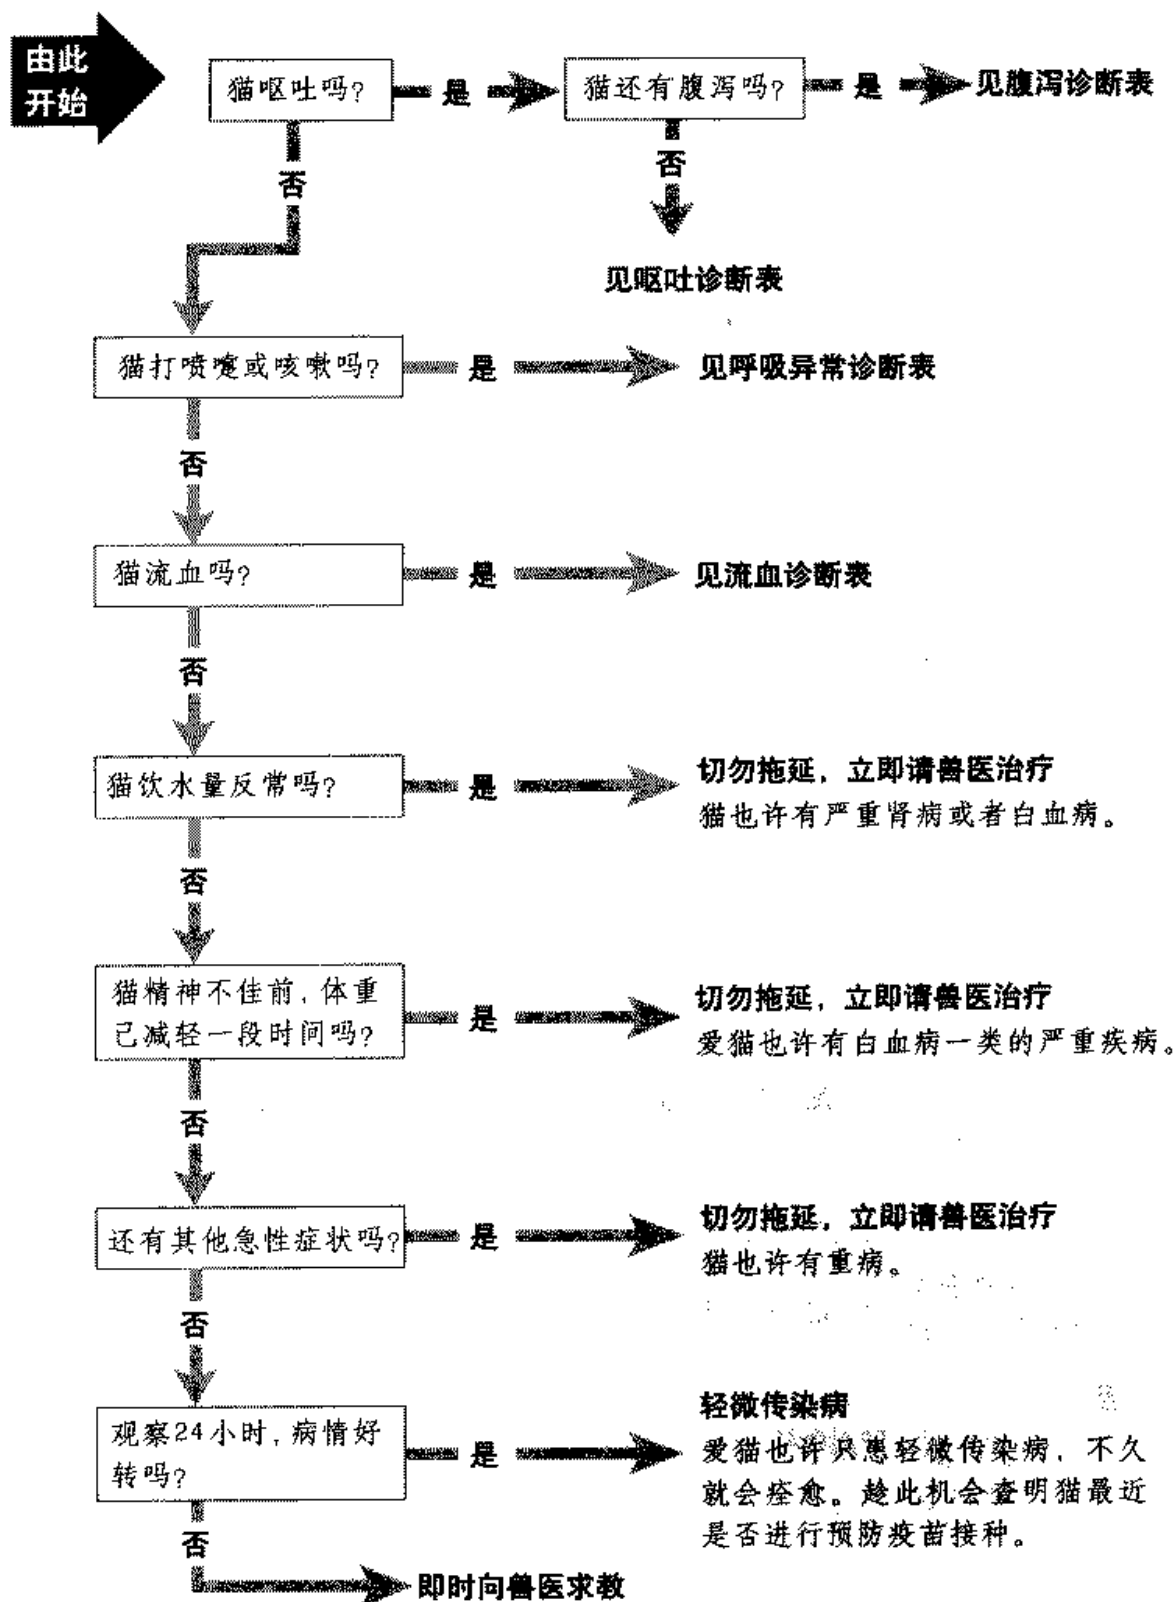 由此
开始
猫呕吐吗?
是
猫还有腹泻吗?
是
见腹泻诊断表
否
否
见呕吐诊断表
猫打喷嚏或咳嗽吗?
是
见呼吸异常诊断表
否
猫流血吗?
是
见流血诊断表
否
猫饮水量反常吗?
是
切勿拖延，立即请兽医治疗
猫也许有严重肾病或者白血病。
否
猫精神不佳前，体重
已减轻一段时间吗?
是
切勿拖延，立即请兽医治疗
爱猫也许有白血病一类的严重疾病。
否
还有其他急性症状吗?
是
切勿拖延，立即请兽医治疗
猫也许有重病。
否
观察24小时，病情好
转吗?
是
轻微传染病
爱猫也许只患轻微传染病，不久
就会痊愈。趁此机会查明猫最近
是否进行预防疫苗接种。
否
即时向兽医求教